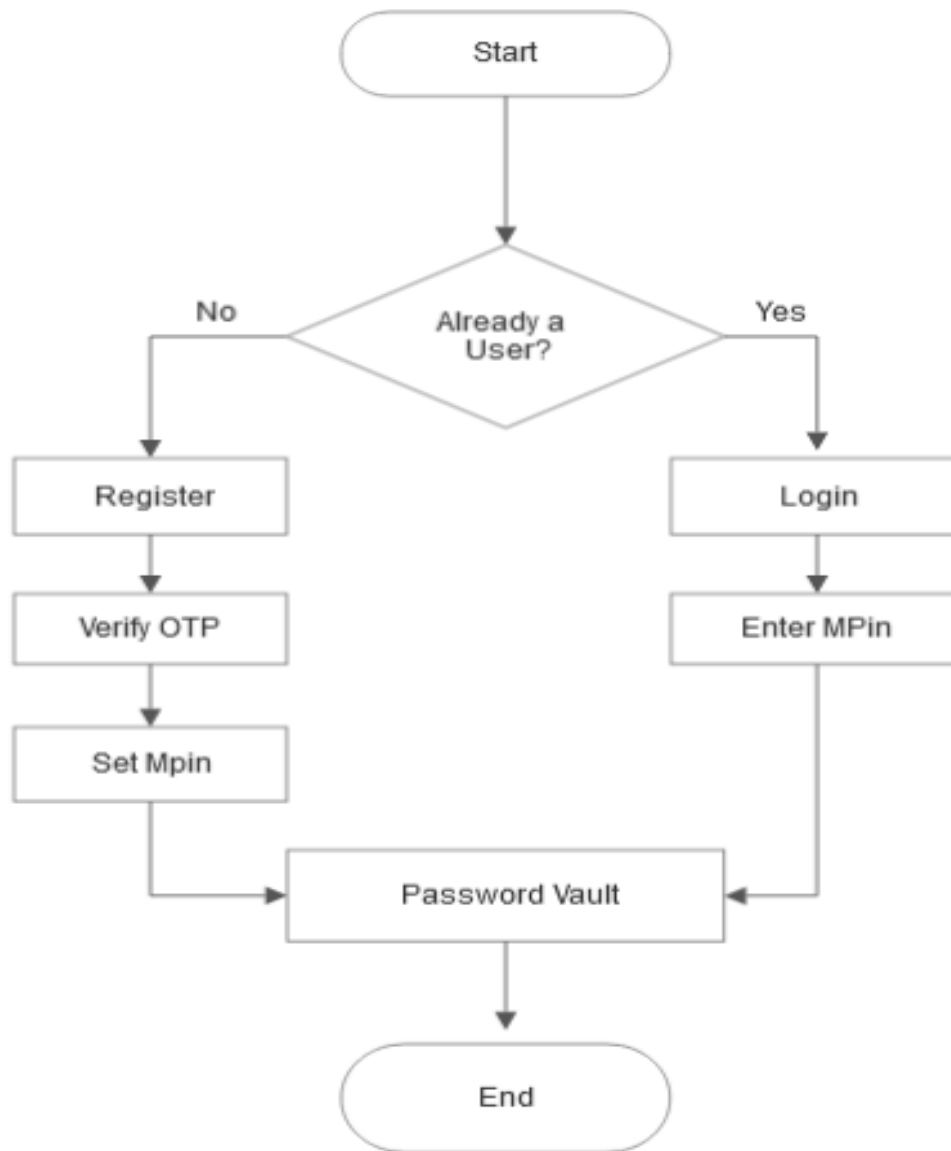 Start
Already a
User?
No
Yes
Register
Login
Verify OTP
Enter MPin
Set Mpin
Password Vault
End